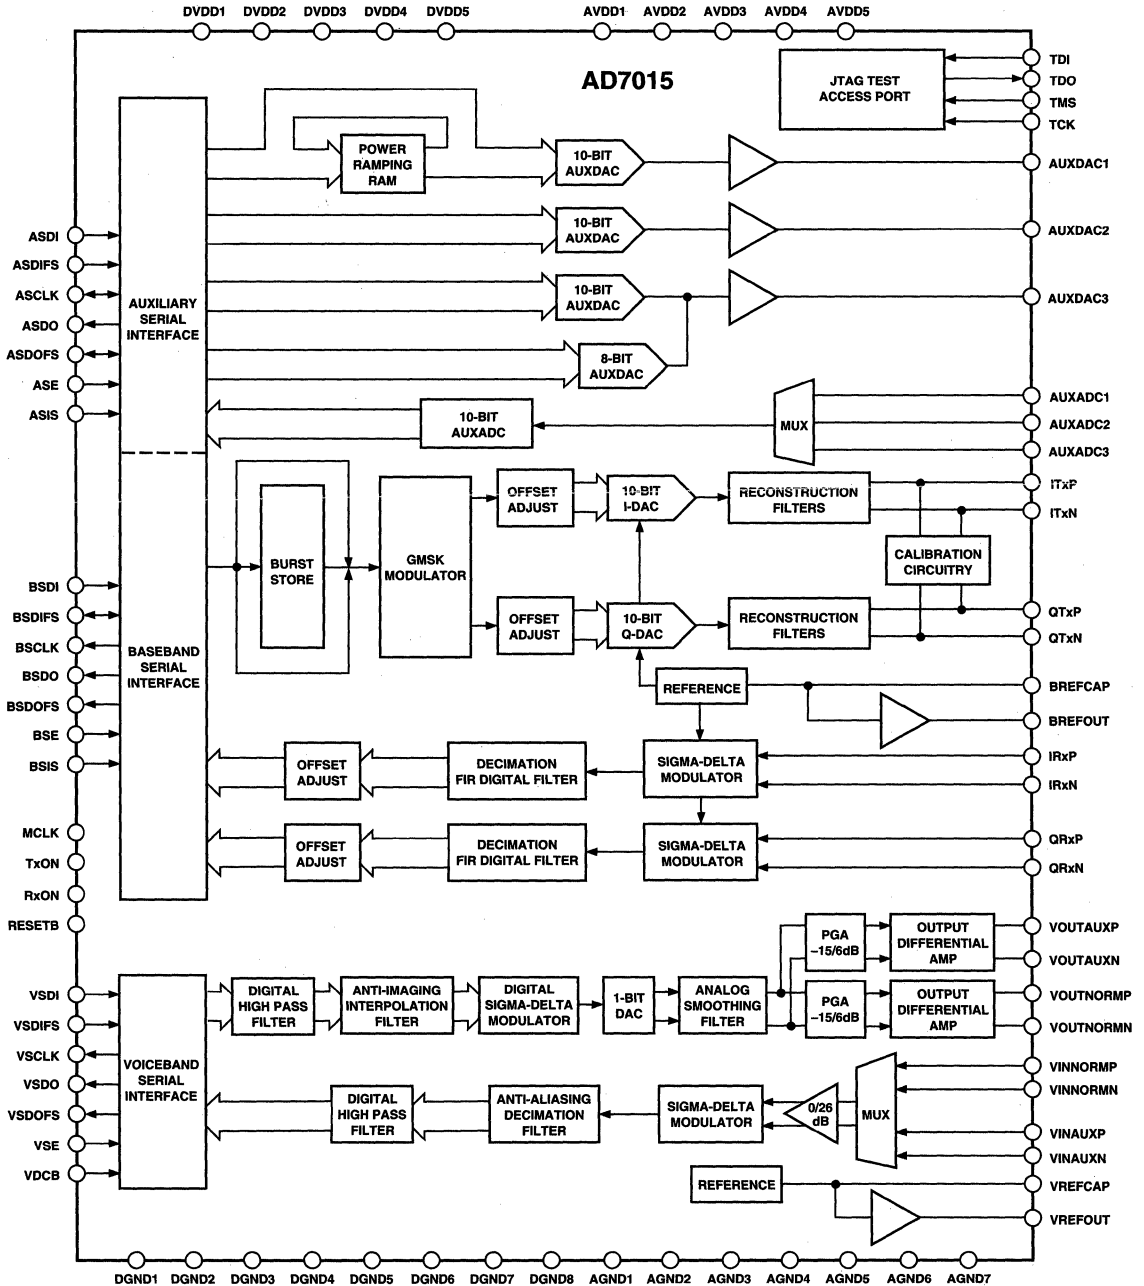 DVDD1 DVDD2 DVDD3 DVDD4 DVDD5 AVDD1 AVDD2 AVDD3 AVDD4 AVDD5
AD7015
JTAG TEST
ACCESS PORT
TDI
TDO
TMS
TCK
POWER
RAMPING
RAM
10-BIT
AUXDAC
AUXDAC1
10-BIT
AUXDAC
AUXDAC2
10-BIT
AUXDAC
AUXDAC3
8-BIT
AUXDAC
ASDI
ASDIFS
ASCLK
ASDO
ASDOFS
ASE
ASIS
AUXILIARY
SERIAL
INTERFACE
10-BIT
AUXADC
MUX
AUXADC1
AUXADC2
AUXADC3
BURST
STORE
GMSK
MODULATOR
OFFSET
ADJUST
10-BIT
I-DAC
RECONSTRUCTION
FILTERS
ITxP
ITxN
CALIBRATION
CIRCUITRY
OFFSET
ADJUST
10-BIT
Q-DAC
RECONSTRUCTION
FILTERS
QTxP
QTxN
BSDI
BSDIFS
BSCLK
BSDO
BSDOFS
BSE
BSIS
BASEBAND
SERIAL
INTERFACE
REFERENCE
BREFCAP
BREFOUT
OFFSET
ADJUST
DECIMATION
FIR DIGITAL FILTER
SIGMA-DELTA
MODULATOR
IRxP
IRxN
OFFSET
ADJUST
DECIMATION
FIR DIGITAL FILTER
SIGMA-DELTA
MODULATOR
QRxP
QRxN
MCLK
TxON
RxON
RESETB
PGA
–15/6dB
OUTPUT
DIFFERENTIAL
AMP
VOUTAUXP
VOUTAUXN
VSDI
VSDIFS
VSCLK
VSDO
VSDOFS
VSE
VDCB
VOICEBAND
SERIAL
INTERFACE
DIGITAL
HIGH PASS
FILTER
ANTI-IMAGING
INTERPOLATION
FILTER
DIGITAL
SIGMA-DELTA
MODULATOR
1-BIT
DAC
ANALOG
SMOOTHING
FILTER
PGA
–15/6dB
OUTPUT
DIFFERENTIAL
AMP
VOUTNORMP
VOUTNORMN
DIGITAL
HIGH PASS
FILTER
ANTI-ALIASING
DECIMATION
FILTER
SIGMA-DELTA
MODULATOR
0/26
dB
MUX
VINNORMP
VINNORMN
VINAUXP
VINAUXN
REFERENCE
VREFCAP
VREFOUT
DGND1 DGND2 DGND3 DGND4 DGND5 DGND6 DGND7 DGND8 AGND1 AGND2 AGND3 AGND4 AGND5 AGND6 AGND7